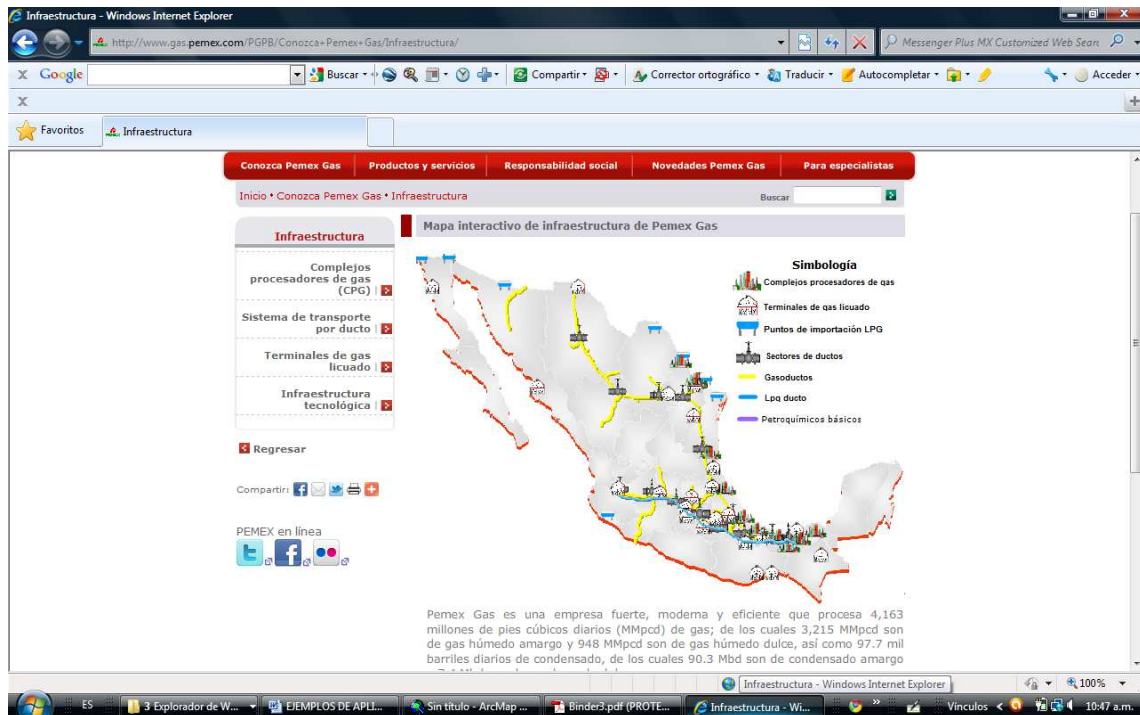 Infraestructura - Windows Internet Explorer
http://www.gas.pemex.com/PGPB/Conozca+Pemex+Gas/Infraestructura/
Messenger Plus MX Customized Web Sear
X Google Buscar Compartir Corrector ortográfico Traducir Autocompletar Acceder
X
Favoritos Infraestructura
Conozca Pemex Gas Productos y servicios Responsabilidad social Novedades Pemex Gas Para especialistas
Inicio • Conozca Pemex Gas • Infraestructura Buscar
Infraestructura
Complejos
procesadores de gas
(CPG)
Sistema de transporte
por ducto
Terminales de gas
licuado
Infraestructura
tecnológica
Regresar
Compartir:
PEMEX en línea
Mapa interactivo de infraestructura de Pemex Gas
Simbología
Complejos procesadores de gas
Terminales de gas licuado
Puntos de importación LPG
Sectores de ductos
Gasoductos
Lpg ducto
Petroquímicos básicos
Pemex Gas es una empresa fuerte, moderna y eficiente que procesa 4,163
millones de pies cúbicos diarios (MMpcd) de gas; de los cuales 3,215 MMpcd son
de gas húmedo amargo y 948 MMpcd son de gas húmedo dulce, así como 97.7 mil
barriles diarios de condensado, de los cuales 90.3 Mbd son de condensado amargo
Infraestructura - Windows Internet Explorer
100%
ES 3 Explorador de W... EJEMPLOS DE APLI... Sin título - ArcMap ... Binder3.pdf (PROTE... Infraestructura - Wi... » Vínculos 10:47 a.m.